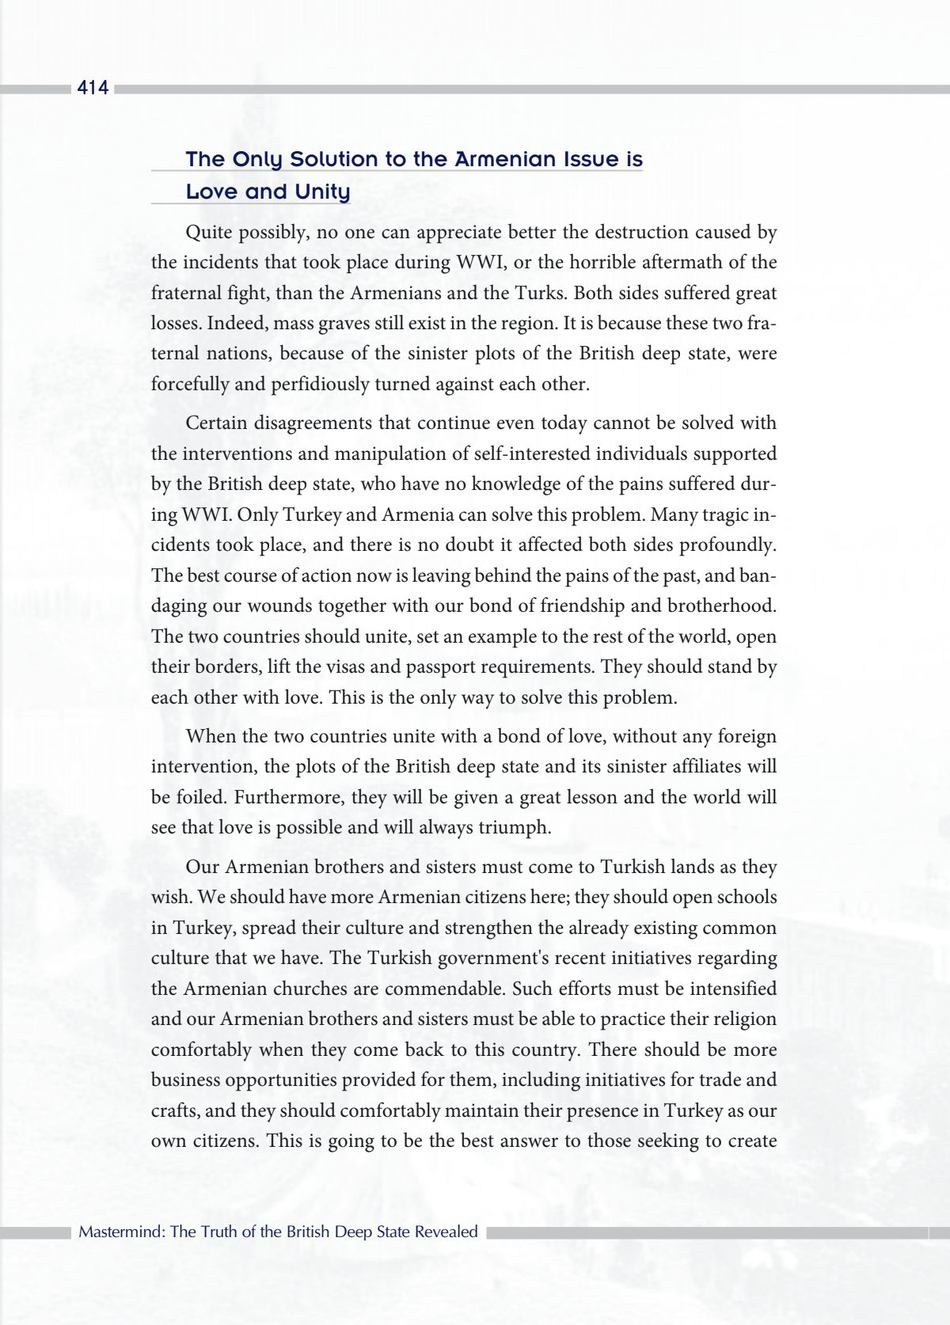 414
The Only Solution to the Armenian Issue is
Love and Unity
Quite possibly, no one can appreciate better the destruction caused by
the incidents that took place during WWI, or the horrible aftermath of the
fraternal fight, than the Armenians and the Turks. Both sides suffered great
losses. Indeed, mass graves still exist in the region. It is because these two fra-
ternal nations, because of the sinister plots of the British deep state, were
forcefully and perfidiously turned against each other.
Certain disagreements that continue even today cannot be solved with
the interventions and manipulation of self-interested individuals supported
by the British deep state, who have no knowledge of the pains suffered dur-
ing WWI. Only Turkey and Armenia can solve this problem. Many tragic in-
cidents took place, and there is no doubt it affected both sides profoundly.
The best course of action now is leaving behind the pains of the past, and ban-
daging our wounds together with our bond of friendship and brotherhood.
The two countries should unite, set an example to the rest of the world, open
their borders, lift the visas and passport requirements. They should stand by
each other with love. This is the only way to solve this problem.
When the two countries unite with a bond of love, without any foreign
intervention, the plots of the British deep state and its sinister affiliates will
be foiled. Furthermore, they will be given a great lesson and the world will
see that love is possible and will always triumph.
Our Armenian brothers and sisters must come to Turkish lands as they
wish. We should have more Armenian citizens here; they should open schools
in Turkey, spread their culture and strengthen the already existing common
culture that we have. The Turkish government's recent initiatives regarding
the Armenian churches are commendable. Such efforts must be intensified
and our Armenian brothers and sisters must be able to practice their religion
comfortably when they come back to this country. There should be more
business opportunities provided for them, including initiatives for trade and
crafts, and they should comfortably maintain their presence in Turkey as our
own citizens. This is going to be the best answer to those seeking to create
Mastermind: The Truth of the British Deep State Revealed